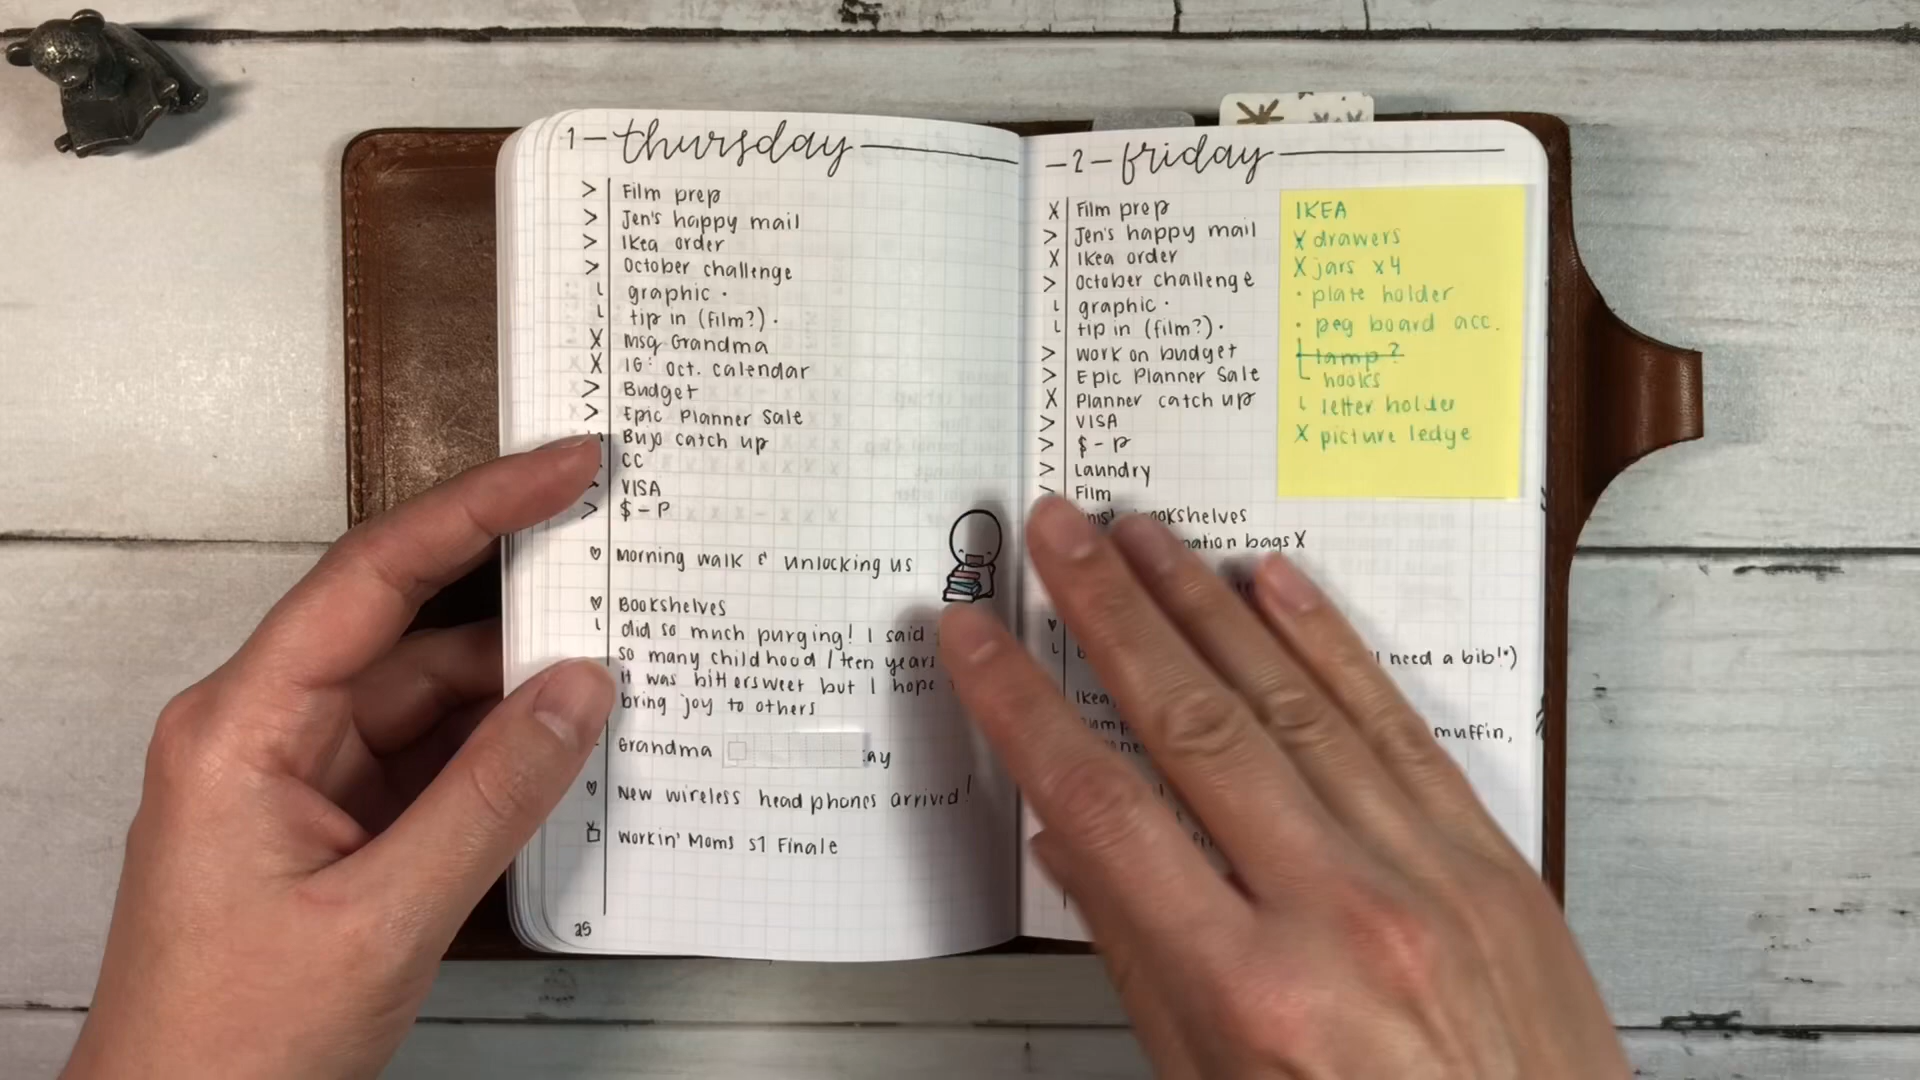 1 - thursday
> Film prep
> Jen's happy mail
> Ikea order
> October challenge
graphic ·
tip in (film?) ·
X Msg Grandma
X IG: Oct. calendar
> Budget
> Epic Planner Sale
Bujo catch up
CC
VISA
> $ - P
♡ Morning walk & unlocking us
♡ Bookshelves
did so much purging! I said
so many childhood / teen years
it was bittersweet but I hope
bring joy to others
Grandma
♡ New wireless headphones arrived!
Workin' Moms S1 Finale
25
- 2 - friday
X Film prep
> Jen's happy mail
X Ikea order
> October challenge
graphic ·
tip in (film?) ·
> Work on budget
> Epic Planner Sale
X Planner catch up
> VISA
> $ - P
> Laundry
> Film
bookshelves
bags X
need a bib!")
Ikea
muffin,
IKEA
X drawers
X jars x4
· plate holder
· peg board acc.
lamp?
hooks
letter holder
X picture ledge